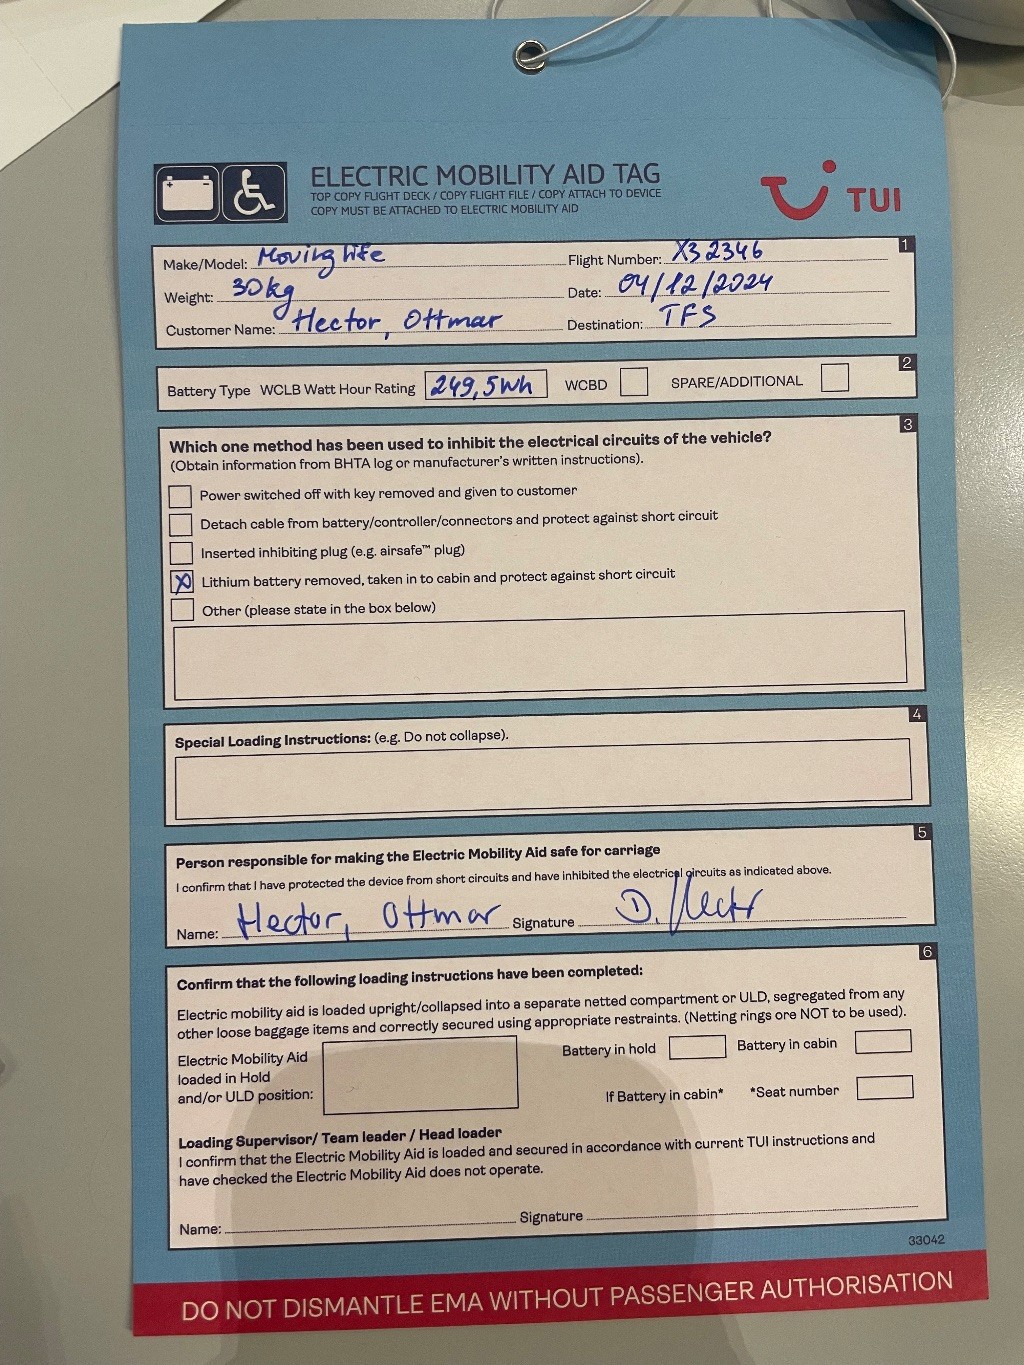 ELECTRIC MOBILITY AID TAG
TOP COPY FLIGHT DECK / COPY FLIGHT FILE / COPY ATTACH TO DEVICE
COPY MUST BE ATTACHED TO ELECTRIC MOBILITY AID
TUI
1
Make/Model: Moving life Flight Number: X3 2346
Weight: 30kg Date: 04/12/2024
Customer Name: Hector, Ottmar Destination: TFS
2
Battery Type WCLB Watt Hour Rating 249,5Wh WCBD SPARE/ADDITIONAL
3
Which one method has been used to inhibit the electrical circuits of the vehicle?
(Obtain information from BHTA log or manufacturer's written instructions).
Power switched off with key removed and given to customer
Detach cable from battery/controller/connectors and protect against short circuit
Inserted inhibiting plug (e.g. airsafe™ plug)
X Lithium battery removed, taken in to cabin and protect against short circuit
Other (please state in the box below)
4
Special Loading Instructions: (e.g. Do not collapse).
5
Person responsible for making the Electric Mobility Aid safe for carriage
I confirm that I have protected the device from short circuits and have inhibited the electrical circuits as indicated above.
Name: Hector, Ottmar Signature
6
Confirm that the following loading instructions have been completed:
Electric mobility aid is loaded upright/collapsed into a separate netted compartment or ULD, segregated from any
other loose baggage items and correctly secured using appropriate restraints. (Netting rings are NOT to be used).
Electric Mobility Aid
loaded in Hold
and/or ULD position:
Battery in hold Battery in cabin
If Battery in cabin* *Seat number
Loading Supervisor/ Team leader / Head loader
I confirm that the Electric Mobility Aid is loaded and secured in accordance with current TUI instructions and
have checked the Electric Mobility Aid does not operate.
Name: Signature
33042
DO NOT DISMANTLE EMA WITHOUT PASSENGER AUTHORISATION